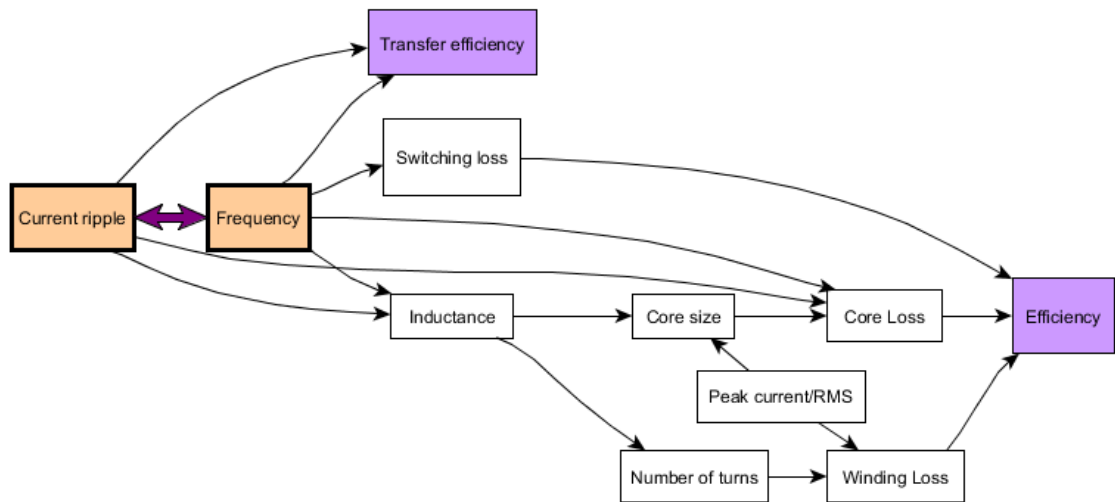 Transfer efficiency
Switching loss
Current ripple
Frequency
Inductance
Core size
Core Loss
Efficiency
Peak current/RMS
Number of turns
Winding Loss